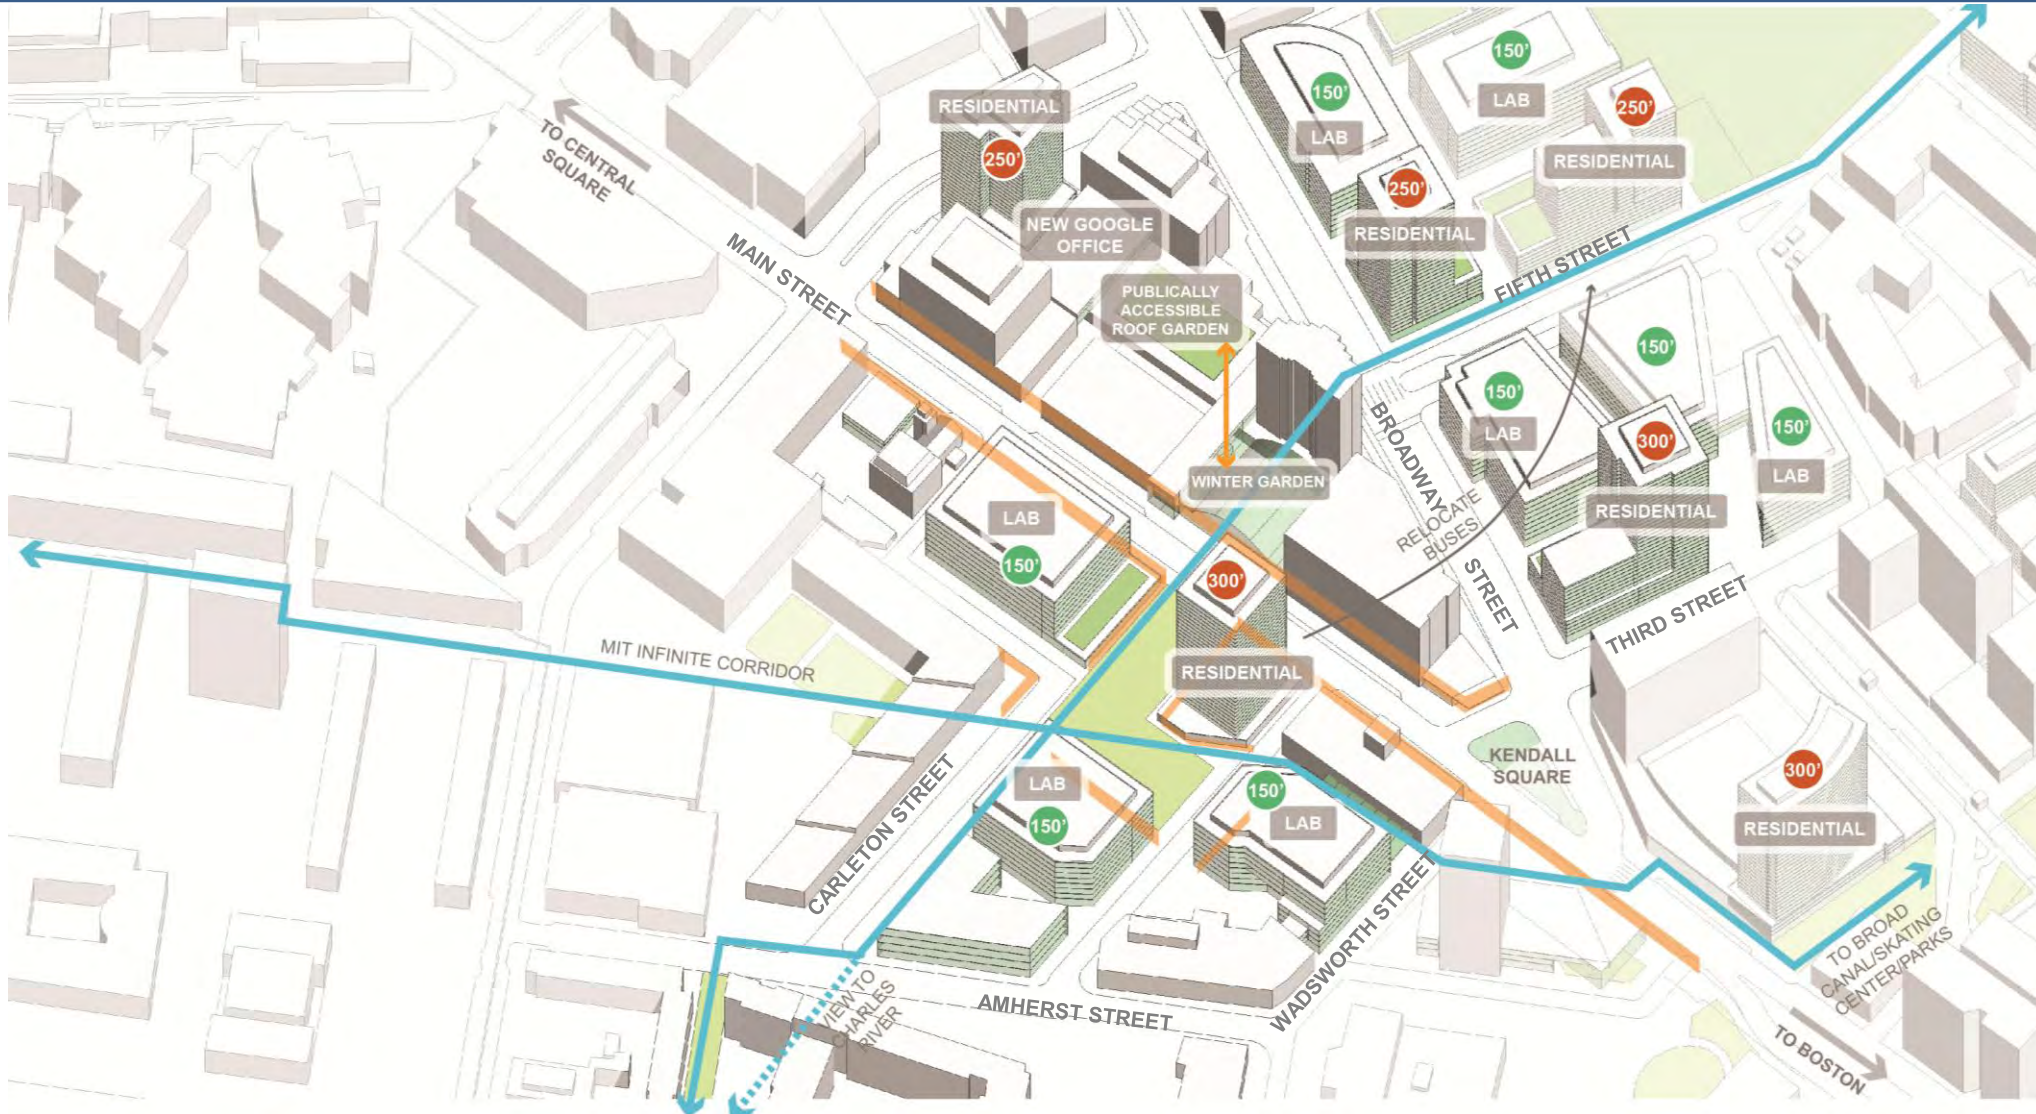 150'
LAB
150'
LAB
250'
RESIDENTIAL
RESIDENTIAL
250'
250'
RESIDENTIAL
TO CENTRAL
SQUARE
NEW GOOGLE
OFFICE
MAIN STREET
FIFTH STREET
PUBLICALLY
ACCESSIBLE
ROOF GARDEN
150'
150'
LAB
300'
RESIDENTIAL
150'
LAB
BROADWAY
STREET
WINTER GARDEN
RELOCATE
BUSES
LAB
150'
300'
RESIDENTIAL
THIRD STREET
MIT INFINITE CORRIDOR
KENDALL
SQUARE
300'
RESIDENTIAL
LAB
150'
150'
LAB
CARLETON STREET
WADSWORTH STREET
AMHERST STREET
VIEW TO
CHARLES
RIVER
TO BROAD
CANAL/SKATING
CENTER/PARKS
TO BOSTON